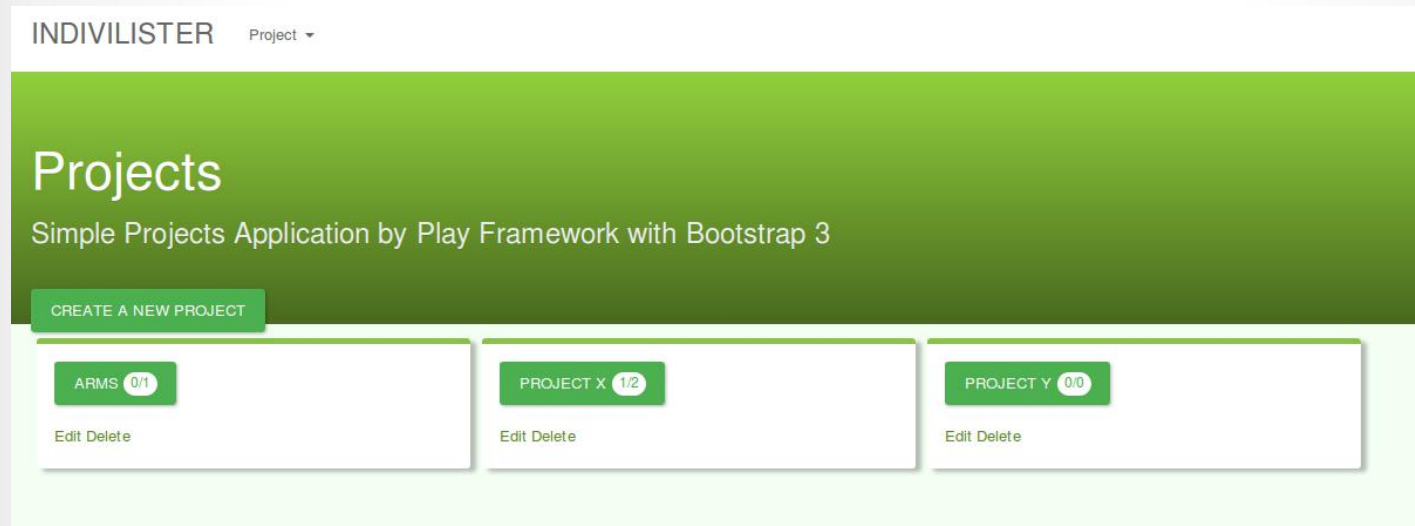 INDIVILISTER Project
Projects
Simple Projects Application by Play Framework with Bootstrap 3
CREATE A NEW PROJECT
ARMS 0/1
Edit Delete
PROJECT X 1/2
Edit Delete
PROJECT Y 0/0
Edit Delete